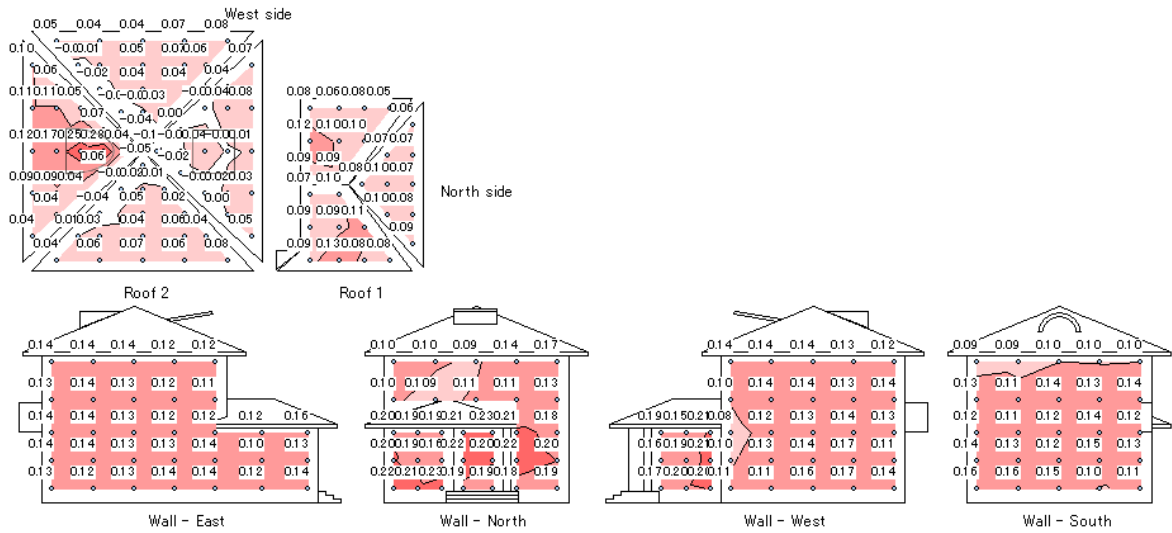 West side
0.05 0.04 0.04 0.07 0.08
0.10 0.05 0.07 0.06 0.07
0.06 -0.02 0.04 0.04 0.04
0.11 0.11 0.05 0.08
0.07 -0.04 0.00
0.12 0.17 0.25 0.28 0.04
-0.05 0.06 -0.02
0.09 0.09 0.04 0.03
0.04 -0.04 0.05 0.02 0.00
0.04 0.01 0.03 0.04 0.06 0.04 0.05
0.04 0.06 0.07 0.06 0.08
Roof 2
0.08 0.06 0.08 0.05
0.06
0.12 0.10 0.10
0.07 0.07
0.09 0.09
0.08 0.10 0.07
0.07 0.10
0.10 0.08
0.09 0.09 0.11
0.09
0.09 0.13 0.08 0.08
Roof 1
North side
0.14 0.14 0.14 0.12 0.12
0.13 0.14 0.13 0.12 0.11
0.14 0.14 0.13 0.12 0.12 0.12 0.16
0.14 0.14 0.13 0.14 0.14 0.10 0.13
0.13 0.12 0.13 0.14 0.14 0.12 0.14
Wall - East
0.10 0.10 0.09 0.14 0.17
0.10 0.11 0.11 0.13
0.20 0.19 0.19 0.21 0.23 0.21 0.18
0.20 0.19 0.16 0.22 0.20 0.22 0.20
0.22 0.21 0.23 0.19 0.19 0.18 0.19
Wall - North
0.14 0.14 0.14 0.13 0.12
0.10 0.14 0.13 0.14 0.14
0.19 0.15 0.21 0.08 0.12 0.13 0.14 0.13
0.16 0.19 0.21 0.10 0.13 0.14 0.17 0.11
0.17 0.20 0.20 0.11 0.11 0.16 0.17 0.14
Wall - West
0.09 0.09 0.10 0.10 0.10
0.13 0.11 0.14 0.13 0.14
0.12 0.11 0.14 0.12 0.12
0.14 0.13 0.12 0.15 0.13
0.16 0.16 0.15 0.10 0.11
Wall - South